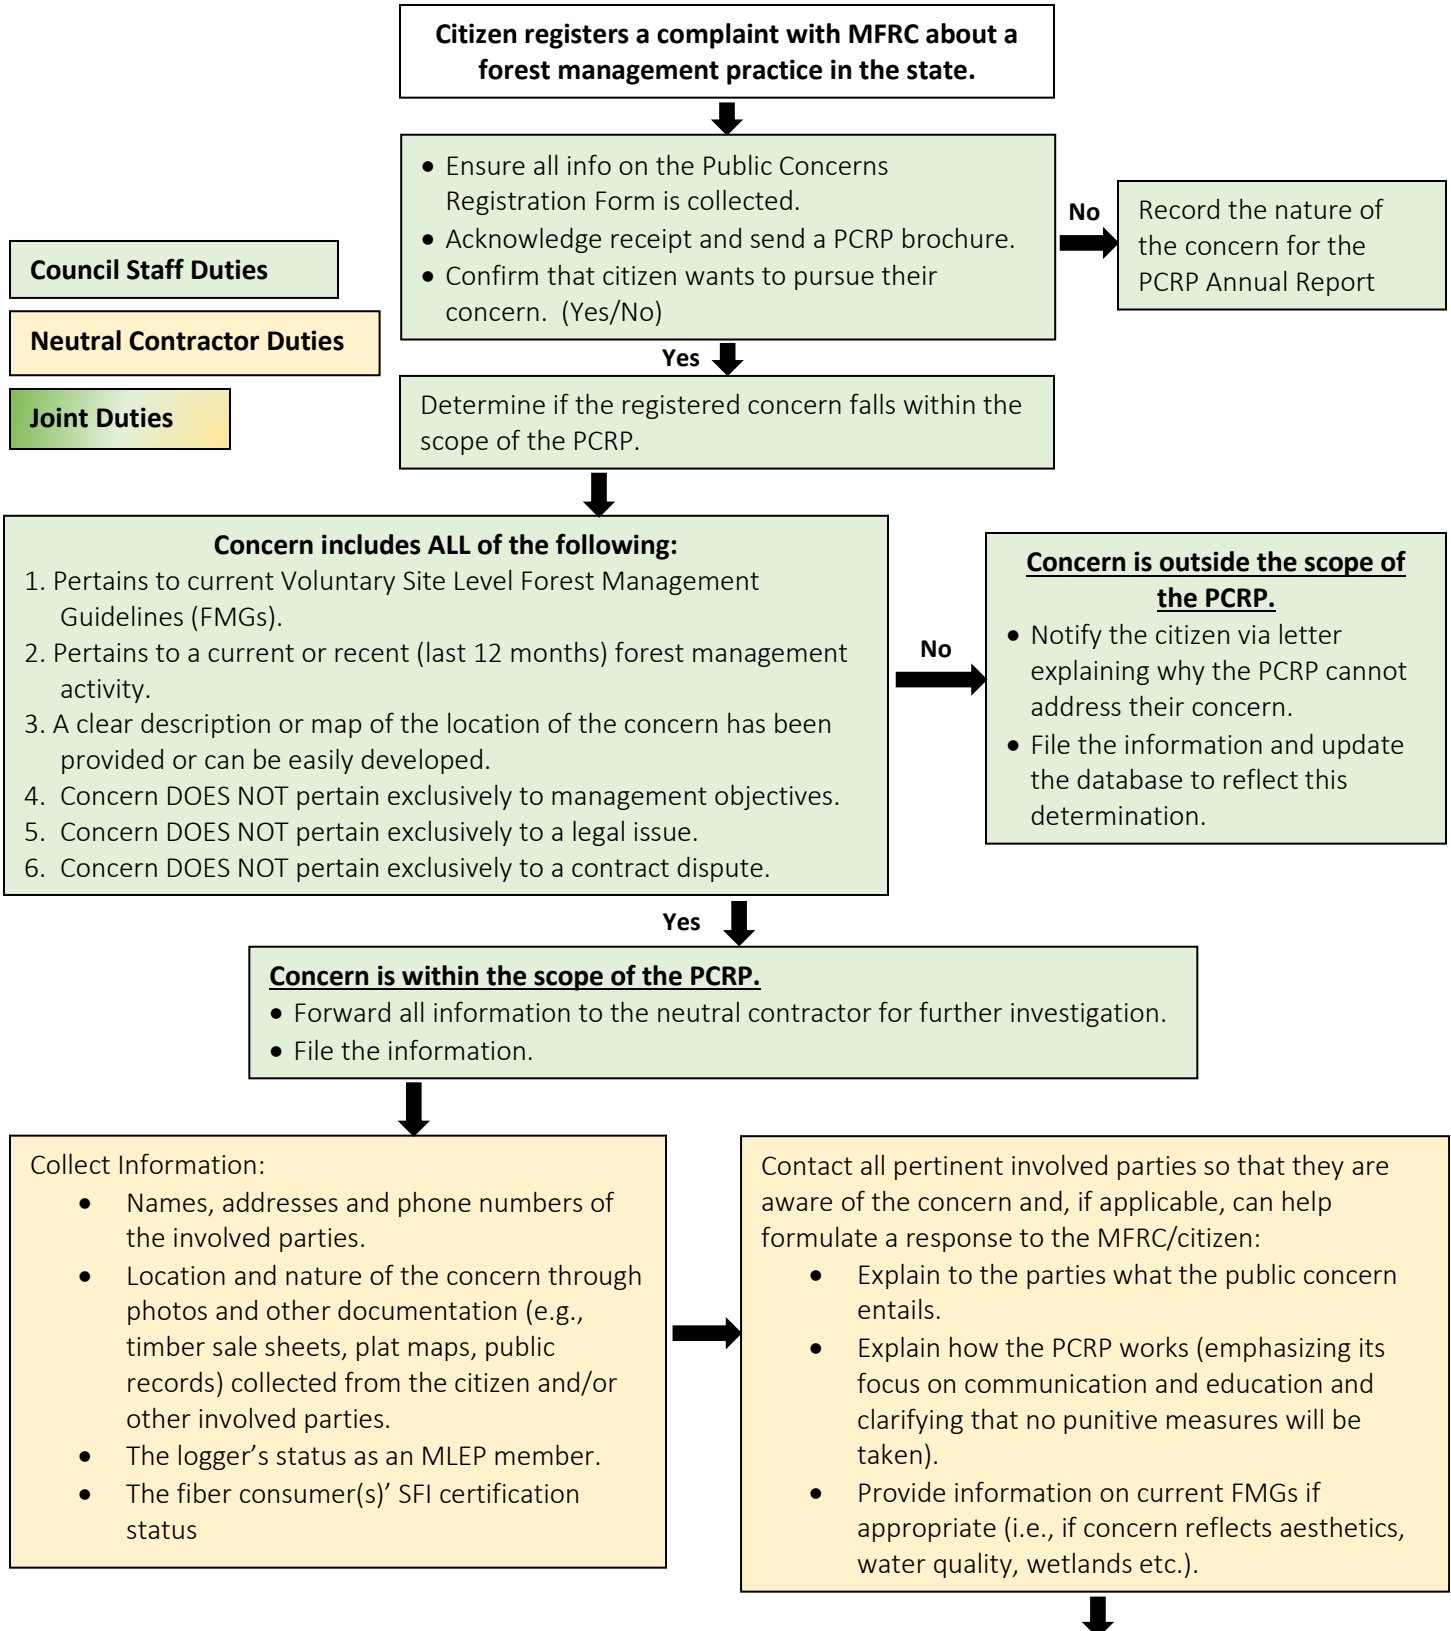 Citizen registers a complaint with MFRC about a
forest management practice in the state.
• Ensure all info on the Public Concerns
Registration Form is collected.
• Acknowledge receipt and send a PCRP brochure.
• Confirm that citizen wants to pursue their
concern.  (Yes/No)
No
Record the nature of
the concern for the
PCRP Annual Report
Council Staff Duties
Neutral Contractor Duties
Joint Duties
Yes
Determine if the registered concern falls within the
scope of the PCRP.
Concern includes ALL of the following:
1. Pertains to current Voluntary Site Level Forest Management
Guidelines (FMGs).
2. Pertains to a current or recent (last 12 months) forest management
activity.
3. A clear description or map of the location of the concern has been
provided or can be easily developed.
4.  Concern DOES NOT pertain exclusively to management objectives.
5.  Concern DOES NOT pertain exclusively to a legal issue.
6.  Concern DOES NOT pertain exclusively to a contract dispute.
No
Concern is outside the scope of
the PCRP.
• Notify the citizen via letter
explaining why the PCRP cannot
address their concern.
• File the information and update
the database to reflect this
determination.
Yes
Concern is within the scope of the PCRP.
• Forward all information to the neutral contractor for further investigation.
• File the information.
Collect Information:
• Names, addresses and phone numbers of
the involved parties.
• Location and nature of the concern through
photos and other documentation (e.g.,
timber sale sheets, plat maps, public
records) collected from the citizen and/or
other involved parties.
• The logger’s status as an MLEP member.
• The fiber consumer(s)’ SFI certification
status
Contact all pertinent involved parties so that they are
aware of the concern and, if applicable, can help
formulate a response to the MFRC/citizen:
• Explain to the parties what the public concern
entails.
• Explain how the PCRP works (emphasizing its
focus on communication and education and
clarifying that no punitive measures will be
taken).
• Provide information on current FMGs if
appropriate (i.e., if concern reflects aesthetics,
water quality, wetlands etc.).